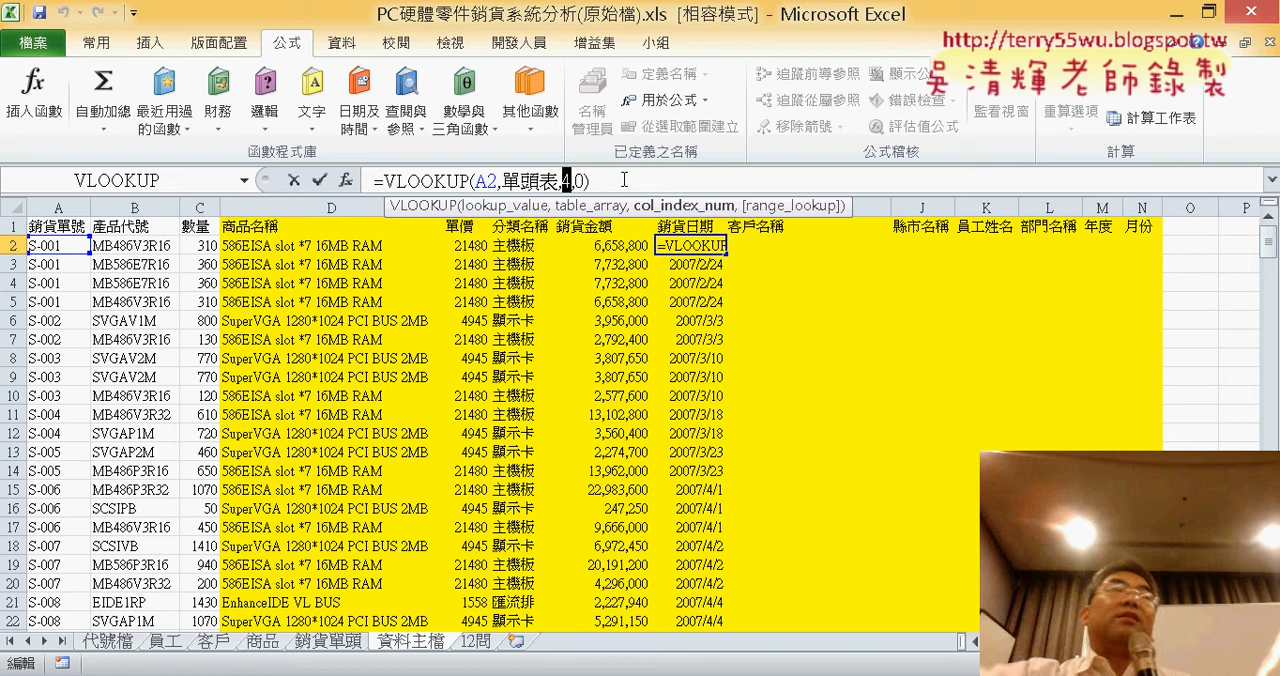 PC硬體零件銷貨系統分析(原始檔).xls [相容模式] - Microsoft Excel
檔案 常用 插入 版面配置 公式 資料 校閱 檢視 開發人員 增益集 小組
http://terry55wu.blogspot.tw
吳清輝老師錄製
fx Σ 定義名稱 追蹤前導參照 顯示公
用於公式 追蹤從屬參照 錯誤檢查
插入函數 自動加總 最近用過的函數 財務 邏輯 文字 日期及時間 查閱與參照 數學與三角函數 其他函數 名稱管理員 從選取範圍建立 移除箭號 評估值公式 監看視窗 重算選項 計算工作表
函數程式庫 已定義之名稱 公式稽核 計算
VLOOKUP =VLOOKUP(A2,單頭表,4,0)
VLOOKUP(lookup_value, table_array, col_index_num, [range_lookup])
A B C D J K L M N O P
1 銷貨單號 產品代號 數量 商品名稱 單價 分類名稱 銷貨金額 銷貨日期 客戶名稱 縣市名稱 員工姓名 部門名稱 年度 月份
2 S-001 MB486V3R16 310 586EISA slot *7 16MB RAM 21480 主機板 6,658,800 =VLOOKUP
3 S-001 MB586E7R16 360 586EISA slot *7 16MB RAM 21480 主機板 7,732,800 2007/2/24
4 S-001 MB586E7R16 360 586EISA slot *7 16MB RAM 21480 主機板 7,732,800 2007/2/24
5 S-001 MB486V3R16 310 586EISA slot *7 16MB RAM 21480 主機板 6,658,800 2007/2/24
6 S-002 SVGAV1M 800 SuperVGA 1280*1024 PCI BUS 2MB 4945 顯示卡 3,956,000 2007/3/3
7 S-002 MB486V3R16 130 586EISA slot *7 16MB RAM 21480 主機板 2,792,400 2007/3/3
8 S-003 SVGAV2M 770 SuperVGA 1280*1024 PCI BUS 2MB 4945 顯示卡 3,807,650 2007/3/10
9 S-003 SVGAV2M 770 SuperVGA 1280*1024 PCI BUS 2MB 4945 顯示卡 3,807,650 2007/3/10
10 S-003 MB486V3R16 120 586EISA slot *7 16MB RAM 21480 主機板 2,577,600 2007/3/10
11 S-004 MB486V3R32 610 586EISA slot *7 16MB RAM 21480 主機板 13,102,800 2007/3/18
12 S-004 SVGAP1M 720 SuperVGA 1280*1024 PCI BUS 2MB 4945 顯示卡 3,560,400 2007/3/18
13 S-005 SVGAP2M 460 SuperVGA 1280*1024 PCI BUS 2MB 4945 顯示卡 2,274,700 2007/3/23
14 S-005 MB486P3R16 650 586EISA slot *7 16MB RAM 21480 主機板 13,962,000 2007/3/23
15 S-006 MB486P3R32 1070 586EISA slot *7 16MB RAM 21480 主機板 22,983,600 2007/4/1
16 S-006 SCSIPB 50 SuperVGA 1280*1024 PCI BUS 2MB 4945 顯示卡 247,250 2007/4/1
17 S-006 MB486V3R16 450 586EISA slot *7 16MB RAM 21480 主機板 9,666,000 2007/4/1
18 S-007 SCSIVB 1410 SuperVGA 1280*1024 PCI BUS 2MB 4945 顯示卡 6,972,450 2007/4/2
19 S-007 MB586P3R16 940 586EISA slot *7 16MB RAM 21480 主機板 20,191,200 2007/4/2
20 S-007 MB486V3R32 200 586EISA slot *7 16MB RAM 21480 主機板 4,296,000 2007/4/2
21 S-008 EIDE1RP 1430 EnhanceIDE VL BUS 1558 匯流排 2,227,940 2007/4/4
22 S-008 SVGAP1M 1070 SuperVGA 1280*1024 PCI BUS 2MB 4945 顯示卡 5,291,150 2007/4/4
代號檔 員工 客戶 商品 銷貨單頭 資料主檔 12問
編輯